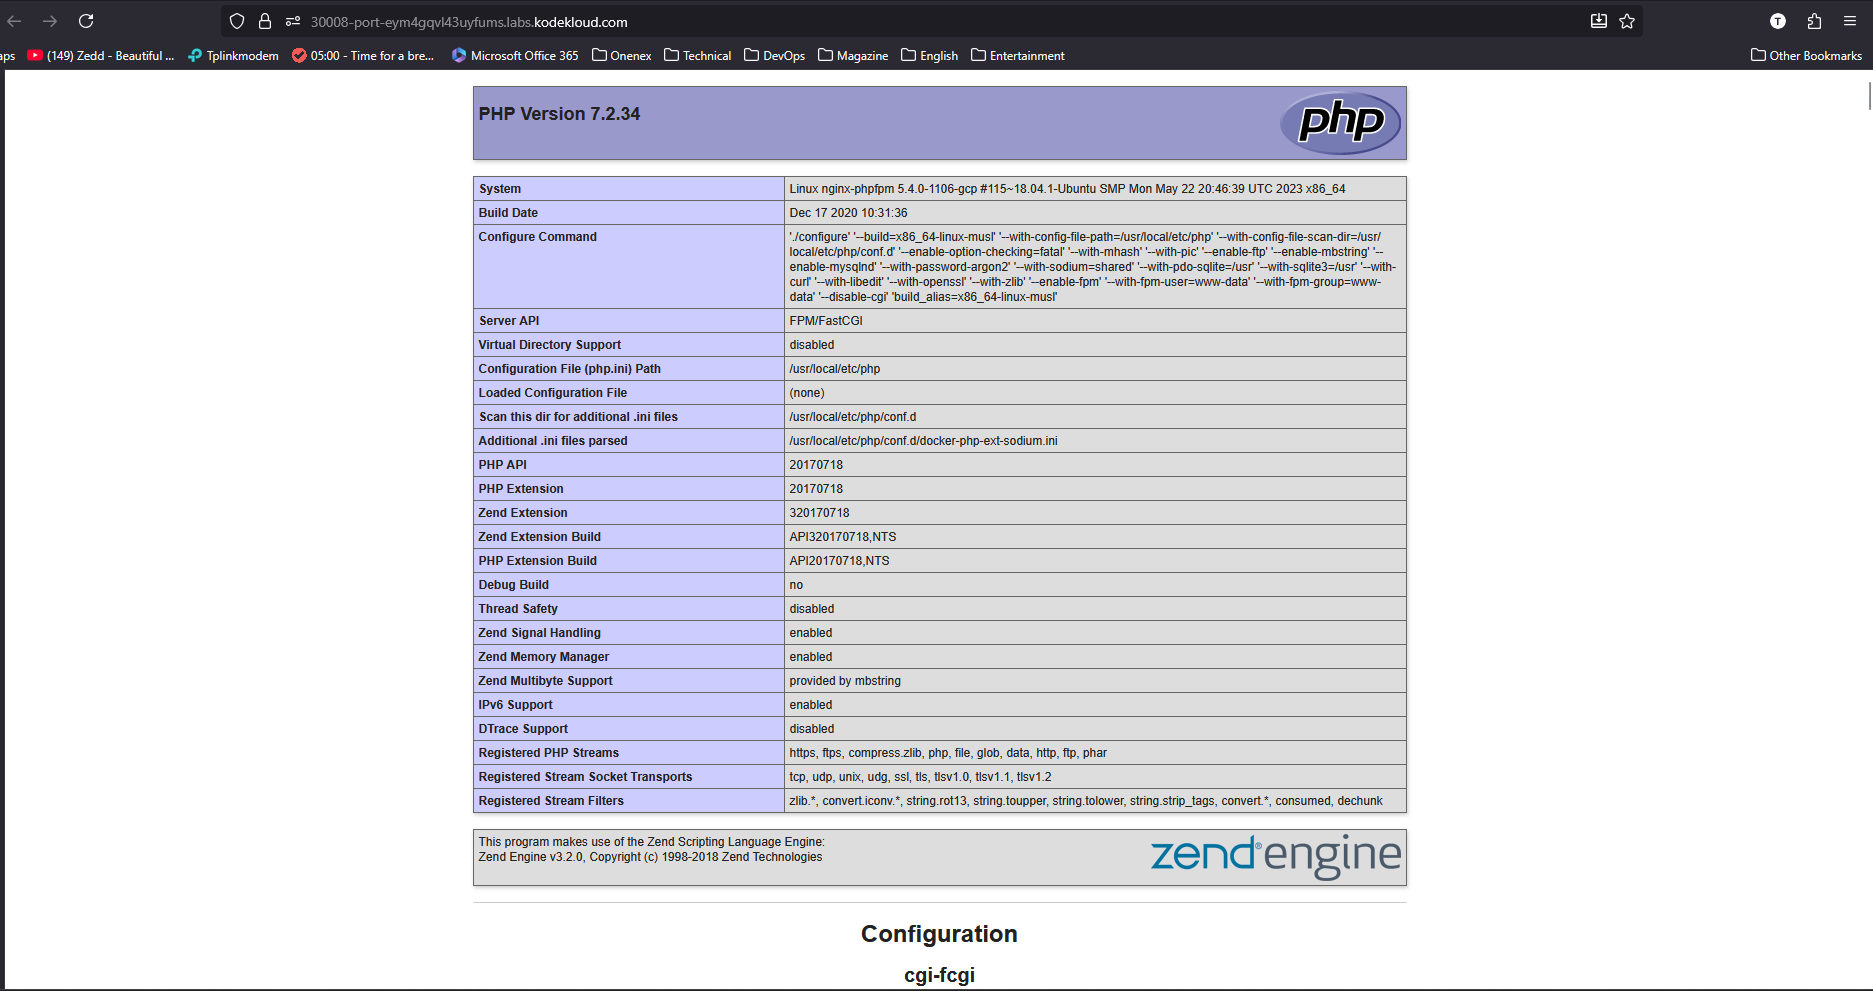 30008-port-eym4gqvl43uyfums.labs.kodekloud.com
T
aps
(149) Zedd - Beautiful ...
Tplinkmodem
05:00 - Time for a bre...
Microsoft Office 365
Onenex
Technical
DevOps
Magazine
English
Entertainment
Other Bookmarks
PHP Version 7.2.34
php
System Linux nginx-phpfpm 5.4.0-1106-gcp #115~18.04.1-Ubuntu SMP Mon May 22 20:46:39 UTC 2023 x86_64
Build Date Dec 17 2020 10:31:36
Configure Command './configure' '--build=x86_64-linux-musl' '--with-config-file-path=/usr/local/etc/php' '--with-config-file-scan-dir=/usr/
local/etc/php/conf.d' '--enable-option-checking=fatal' '--with-mhash' '--with-pic' '--enable-ftp' '--enable-mbstring' '--
enable-mysqlnd' '--with-password-argon2' '--with-sodium=shared' '--with-pdo-sqlite=/usr' '--with-sqlite3=/usr' '--with-
curl' '--with-libedit' '--with-openssl' '--with-zlib' '--enable-fpm' '--with-fpm-user=www-data' '--with-fpm-group=www-
data' '--disable-cgi' 'build_alias=x86_64-linux-musl'
Server API FPM/FastCGI
Virtual Directory Support disabled
Configuration File (php.ini) Path /usr/local/etc/php
Loaded Configuration File (none)
Scan this dir for additional .ini files /usr/local/etc/php/conf.d
Additional .ini files parsed /usr/local/etc/php/conf.d/docker-php-ext-sodium.ini
PHP API 20170718
PHP Extension 20170718
Zend Extension 320170718
Zend Extension Build API320170718,NTS
PHP Extension Build API20170718,NTS
Debug Build no
Thread Safety disabled
Zend Signal Handling enabled
Zend Memory Manager enabled
Zend Multibyte Support provided by mbstring
IPv6 Support enabled
DTrace Support disabled
Registered PHP Streams https, ftps, compress.zlib, php, file, glob, data, http, ftp, phar
Registered Stream Socket Transports tcp, udp, unix, udg, ssl, tls, tlsv1.0, tlsv1.1, tlsv1.2
Registered Stream Filters zlib.*, convert.iconv.*, string.rot13, string.toupper, string.tolower, string.strip_tags, convert.*, consumed, dechunk
This program makes use of the Zend Scripting Language Engine:
Zend Engine v3.2.0, Copyright (c) 1998-2018 Zend Technologies
zend® engine
Configuration
cgi-fcgi